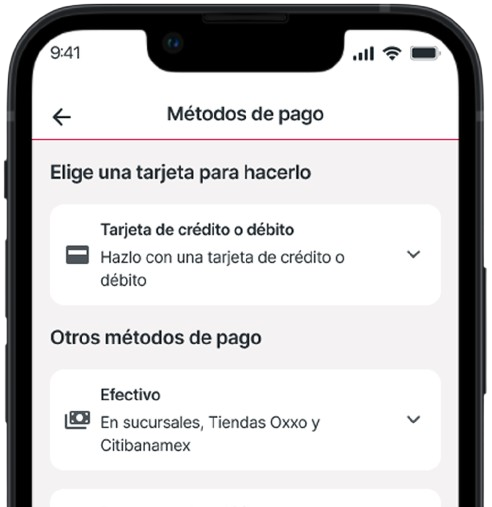 9:41
Métodos de pago
Elige una tarjeta para hacerlo
Tarjeta de crédito o débito
Hazlo con una tarjeta de crédito o
débito
Otros métodos de pago
Efectivo
En sucursales, Tiendas Oxxo y
Citibanamex